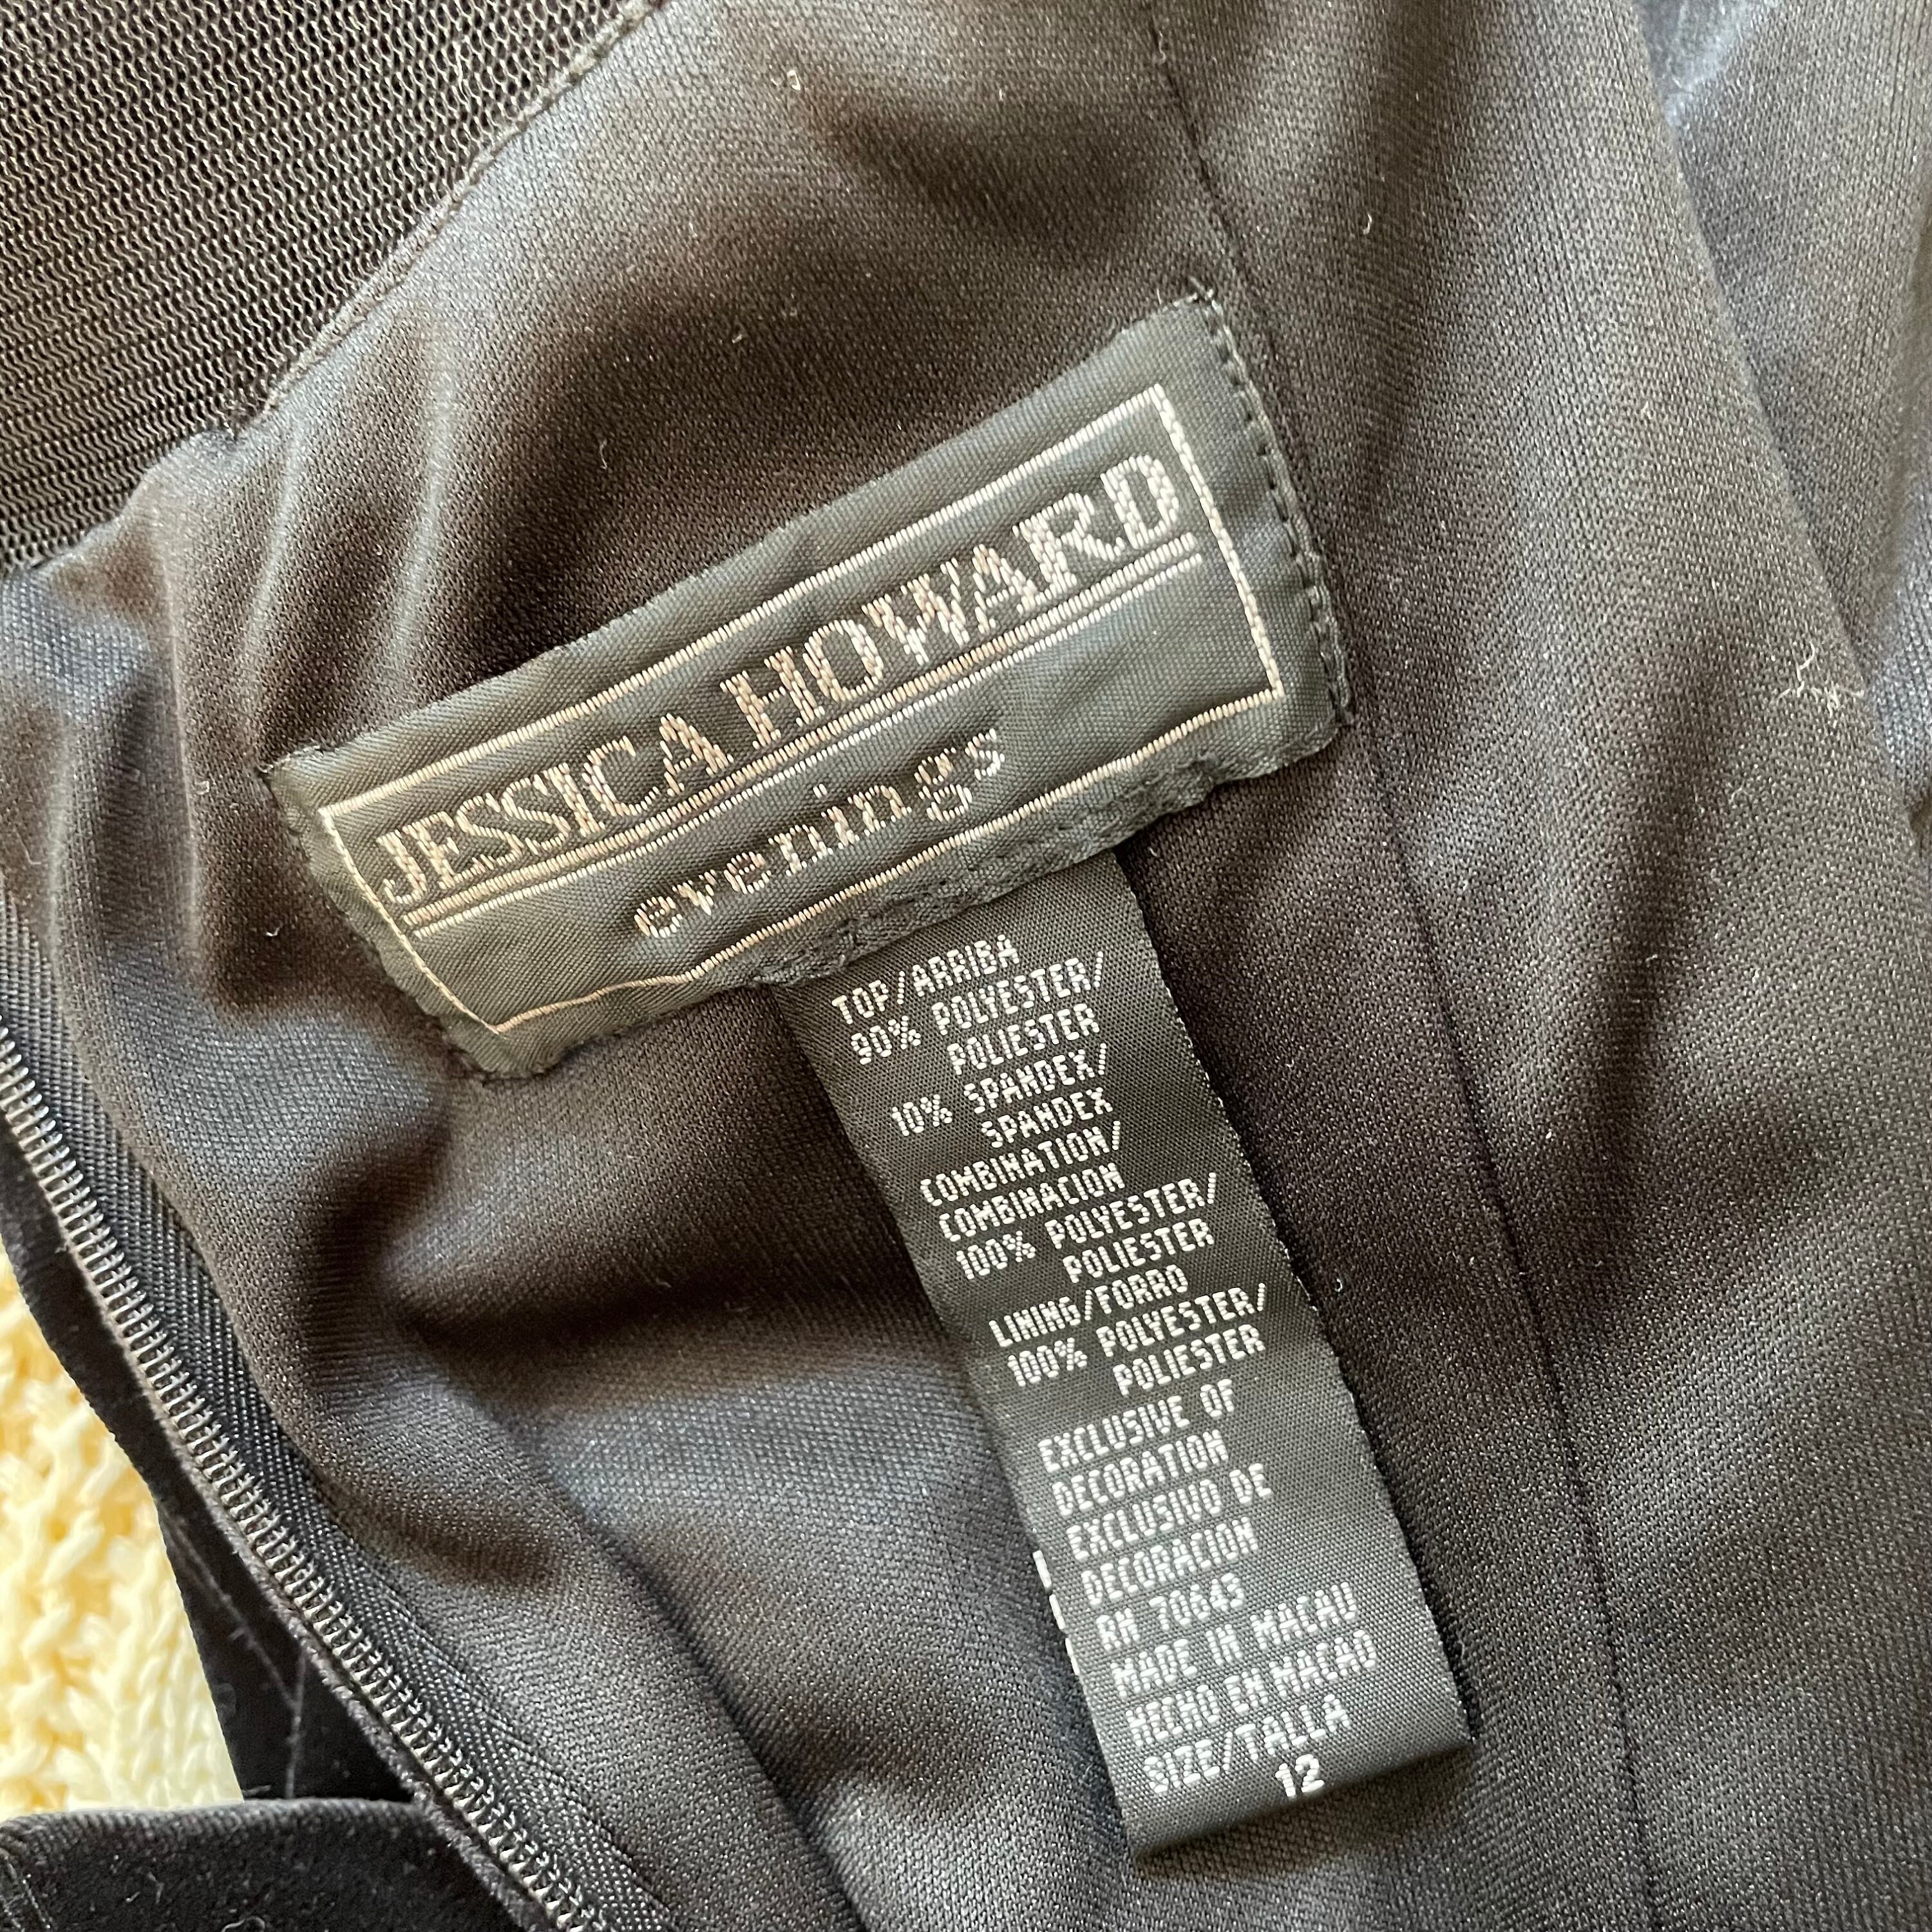 JESSICA HOWARD
evenings
TOP/ARRIBA
90% POLYESTER/
POLIESTER
10% SPANDEX/
SPANDEX
COMBINATION/
COMBINACION
100% POLYESTER/
POLIESTER
LINING/FORRO
100% POLYESTER/
POLIESTER
EXCLUSIVE OF
DECORATION
EXCLUSIVO DE
DECORACION
RN 70643
MADE IN MACAU
HECHO EN MACAO
SIZE/TALLA
12